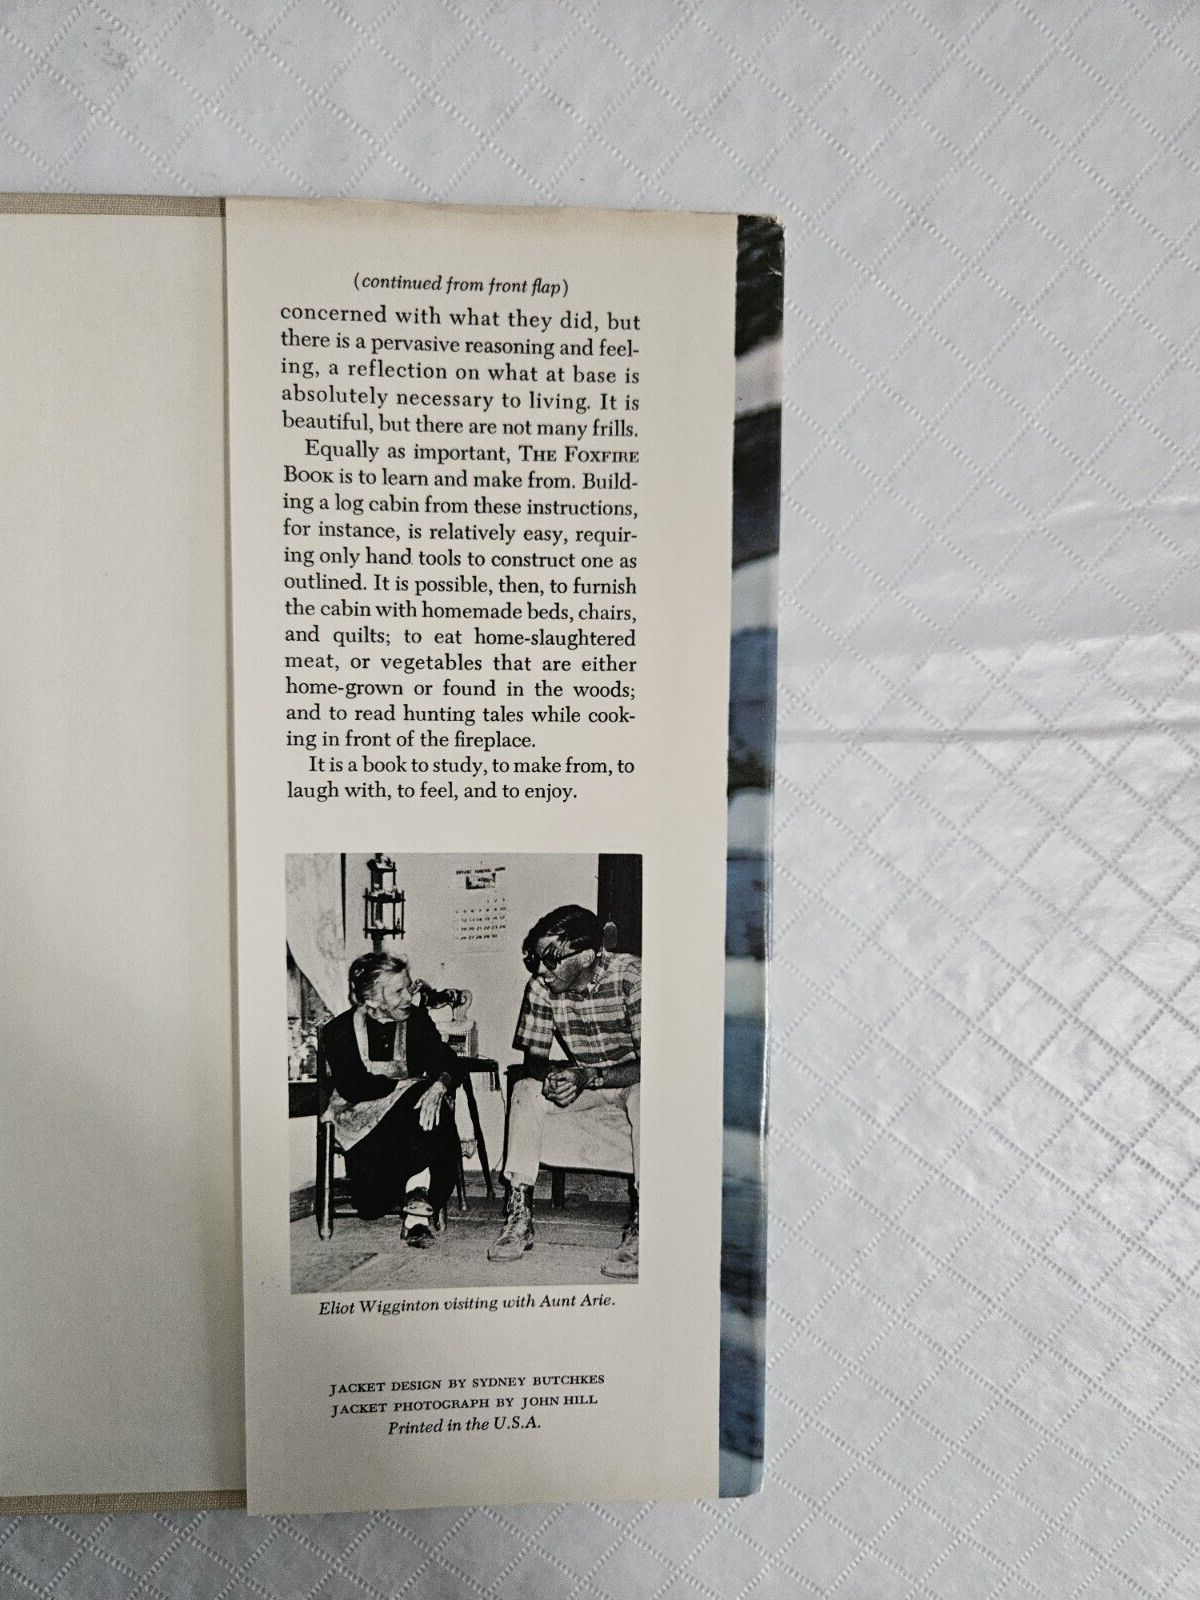 (continued from front flap)
concerned with what they did, but
there is a pervasive reasoning and feel-
ing, a reflection on what at base is
absolutely necessary to living. It is
beautiful, but there are not many frills.
Equally as important, THE FOXFIRE
BOOK is to learn and make from. Build-
ing a log cabin from these instructions,
for instance, is relatively easy, requir-
ing only hand tools to construct one as
outlined. It is possible, then, to furnish
the cabin with homemade beds, chairs,
and quilts; to eat home-slaughtered
meat, or vegetables that are either
home-grown or found in the woods;
and to read hunting tales while cook-
ing in front of the fireplace.
It is a book to study, to make from, to
laugh with, to feel, and to enjoy.
Eliot Wigginton visiting with Aunt Arie.
JACKET DESIGN BY SYDNEY BUTCHKES
JACKET PHOTOGRAPH BY JOHN HILL
Printed in the U.S.A.